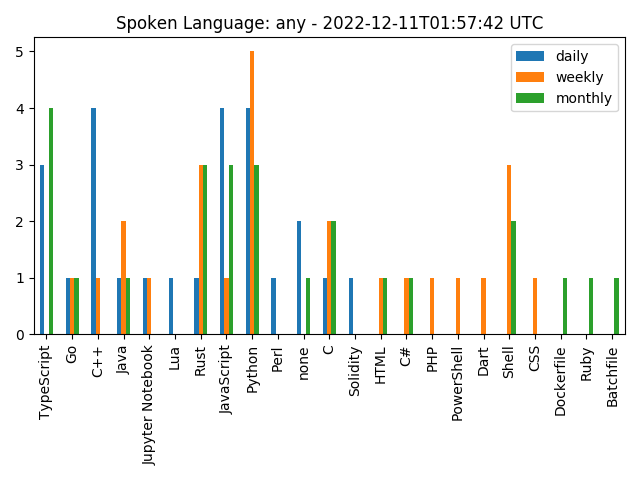 Spoken Language: any - 2022-12-11T01:57:42 UTC
daily
weekly
monthly
5
4
3
2
1
0
TypeScript
Go
C++
Java
Jupyter Notebook
Lua
Rust
JavaScript
Python
Perl
none
C
Solidity
HTML
C#
PHP
PowerShell
Dart
Shell
CSS
Dockerfile
Ruby
Batchfile